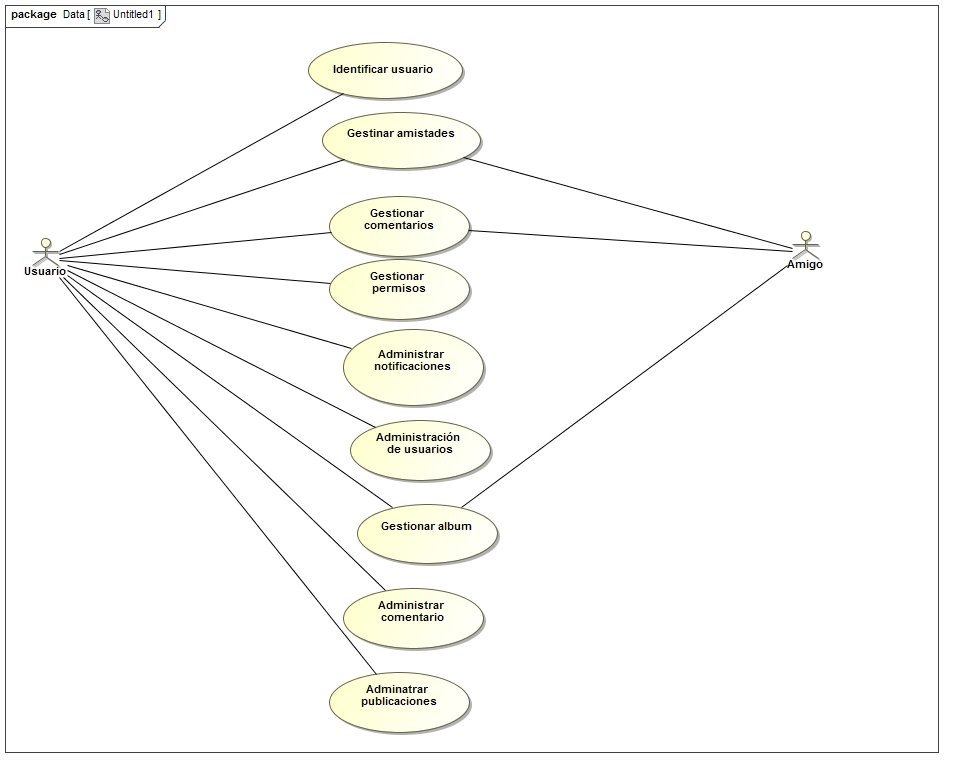 package Data [ Untitled1 ]
Identificar usuario
Gestinar amistades
Gestionar
comentarios
Usuario
Amigo
Gestionar
permisos
Administrar
notificaciones
Administración
de usuarios
Gestionar album
Administrar
comentario
Adminatrar
publicaciones